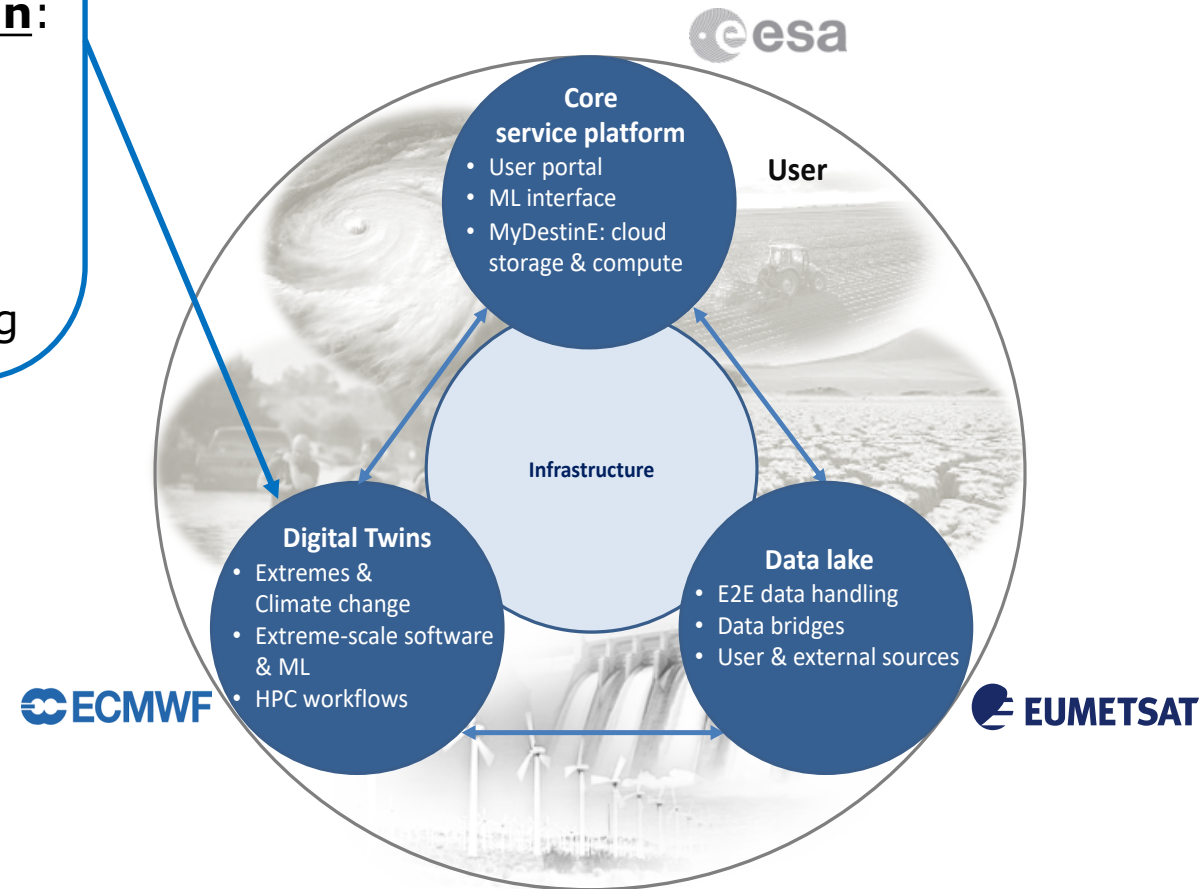 n:
g
esa
Core
service platform
• User portal
• ML interface
• MyDestinE: cloud
storage & compute
User
Infrastructure
Digital Twins
• Extremes &
Climate change
• Extreme-scale software
& ML
• HPC workflows
Data lake
• E2E data handling
• Data bridges
• User & external sources
ECMWF
EUMETSAT